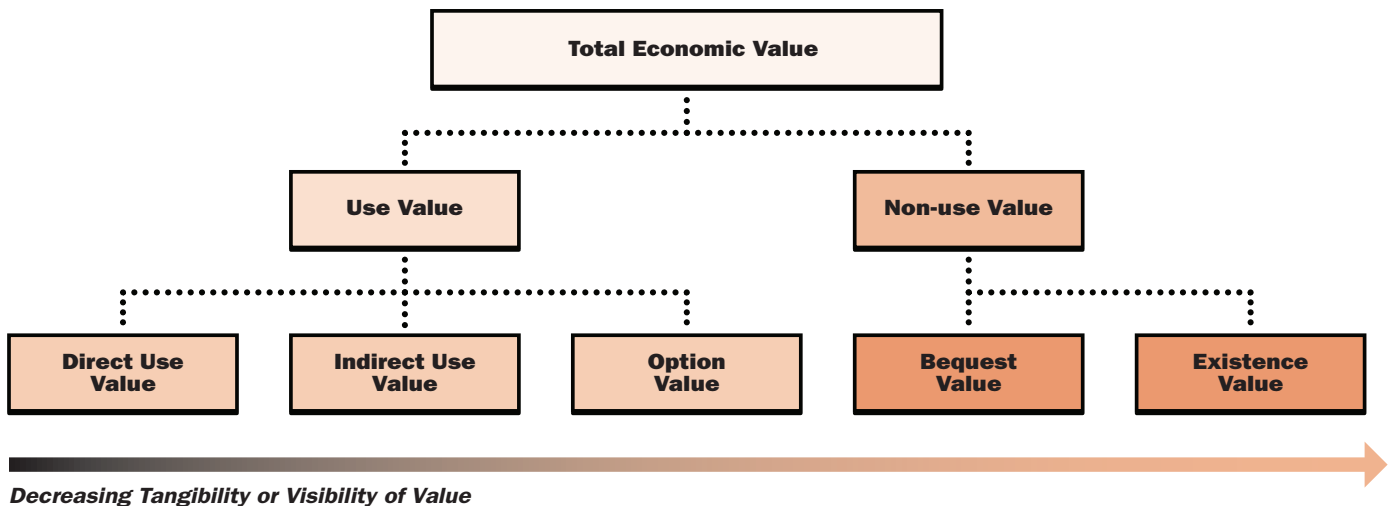 Total Economic Value
Use Value
Non-use Value
Direct Use
Value
Indirect Use
Value
Option
Value
Bequest
Value
Existence
Value
Decreasing Tangibility or Visibility of Value